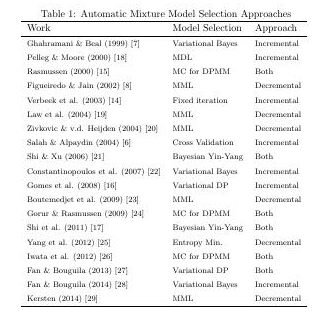 Table 1: Automatic Mixture Model Selection Approaches
Work Model Selection Approach
Ghahramani & Beal (1999) [7] Variational Bayes Incremental
Pelleg & Moore (2000) [18] MDL Incremental
Rasmussen (2000) [15] MC for DPMM Both
Figueiredo & Jain (2002) [8] MML Decremental
Verbeek et al. (2003) [14] Fixed iteration Incremental
Law et al. (2004) [19] MML Decremental
Zivkovic & v.d. Heijden (2004) [20] MML Decremental
Salah & Alpaydin (2004) [6] Cross Validation Incremental
Shi & Xu (2006) [21] Bayesian Yin-Yang Both
Constantinopoulos et al. (2007) [22] Variational Bayes Incremental
Gomes et al. (2008) [16] Variational DP Incremental
Boutemedjet et al. (2009) [23] MML Decremental
Gorur & Rasmussen (2009) [24] MC for DPMM Both
Shi et al. (2011) [17] Bayesian Yin-Yang Both
Yang et al. (2012) [25] Entropy Min. Decremental
Iwata et al. (2012) [26] MC for DPMM Both
Fan & Bouguila (2013) [27] Variational DP Both
Fan & Bouguila (2014) [28] Variational Bayes Incremental
Kersten (2014) [29] MML Decremental